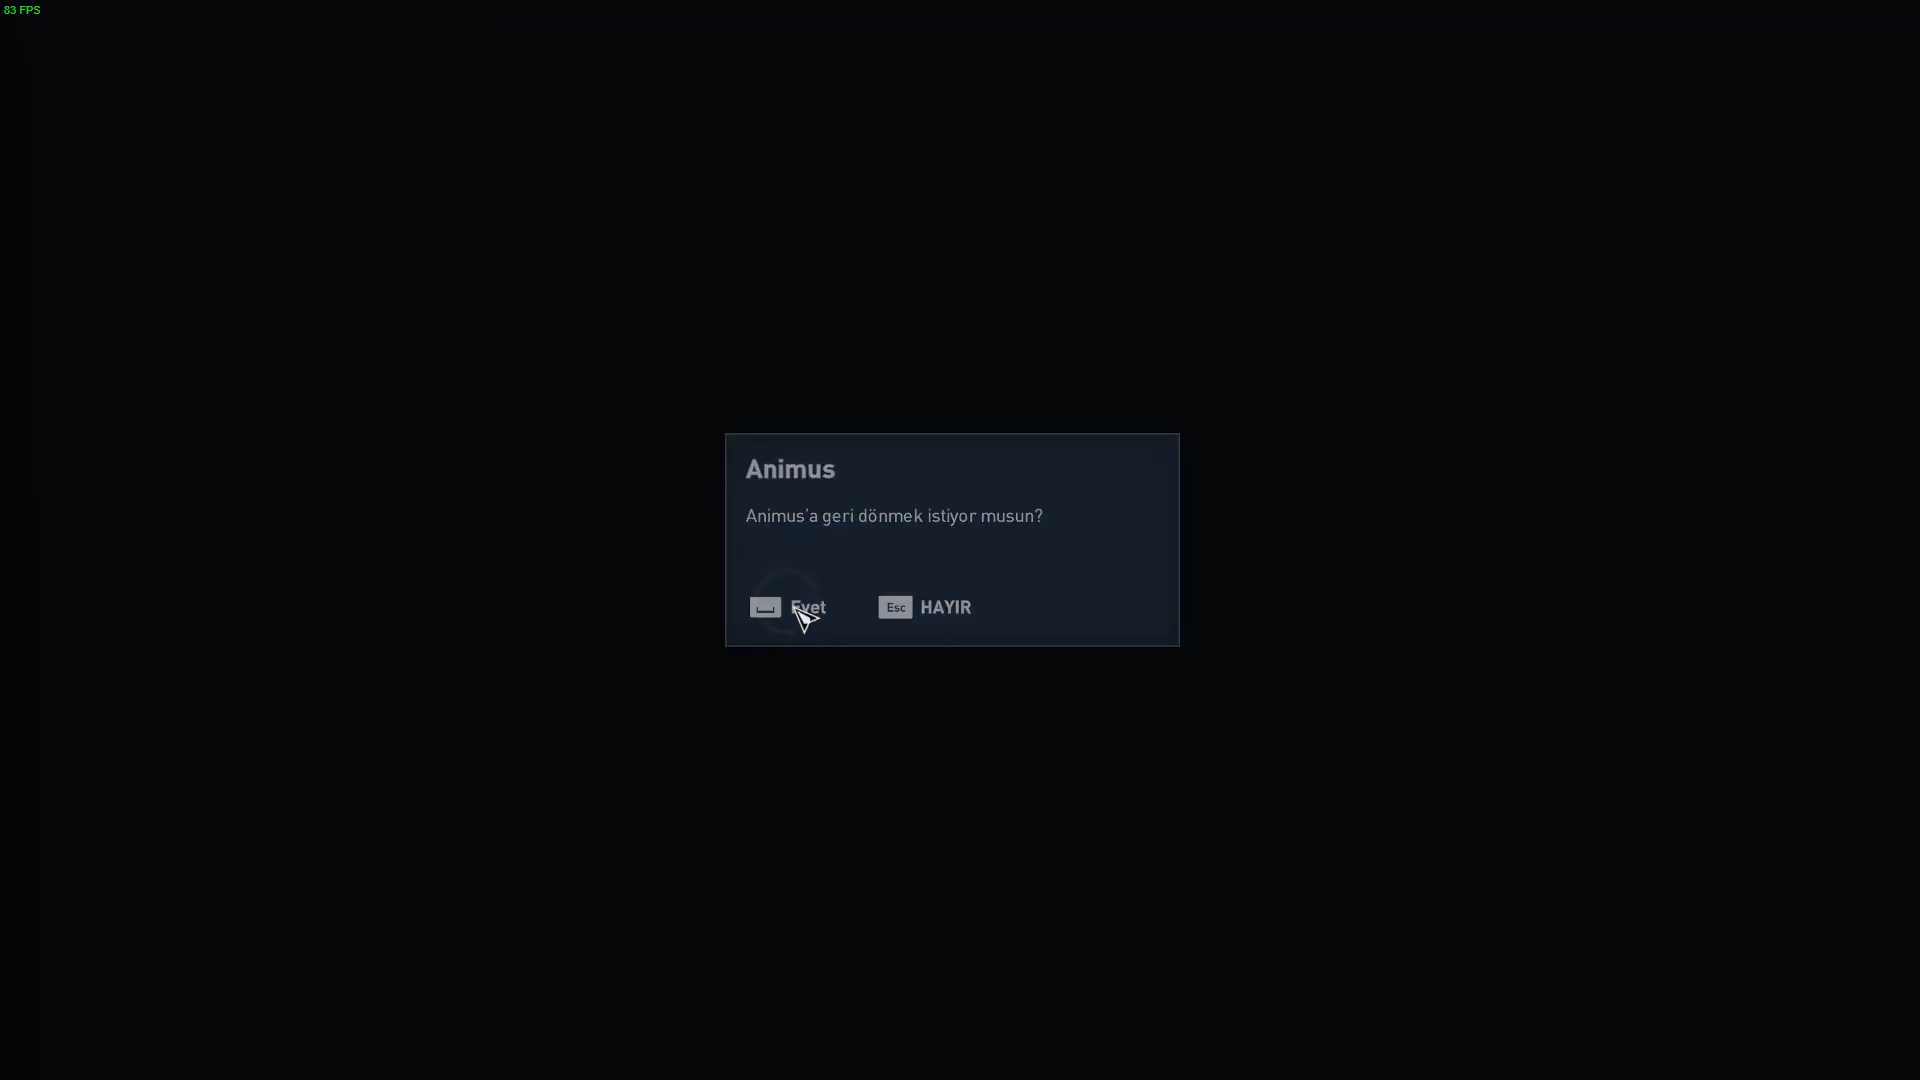 83 FPS
Animus
Animus'a geri dönmek istiyor musun?
Evet
Esc HAYIR